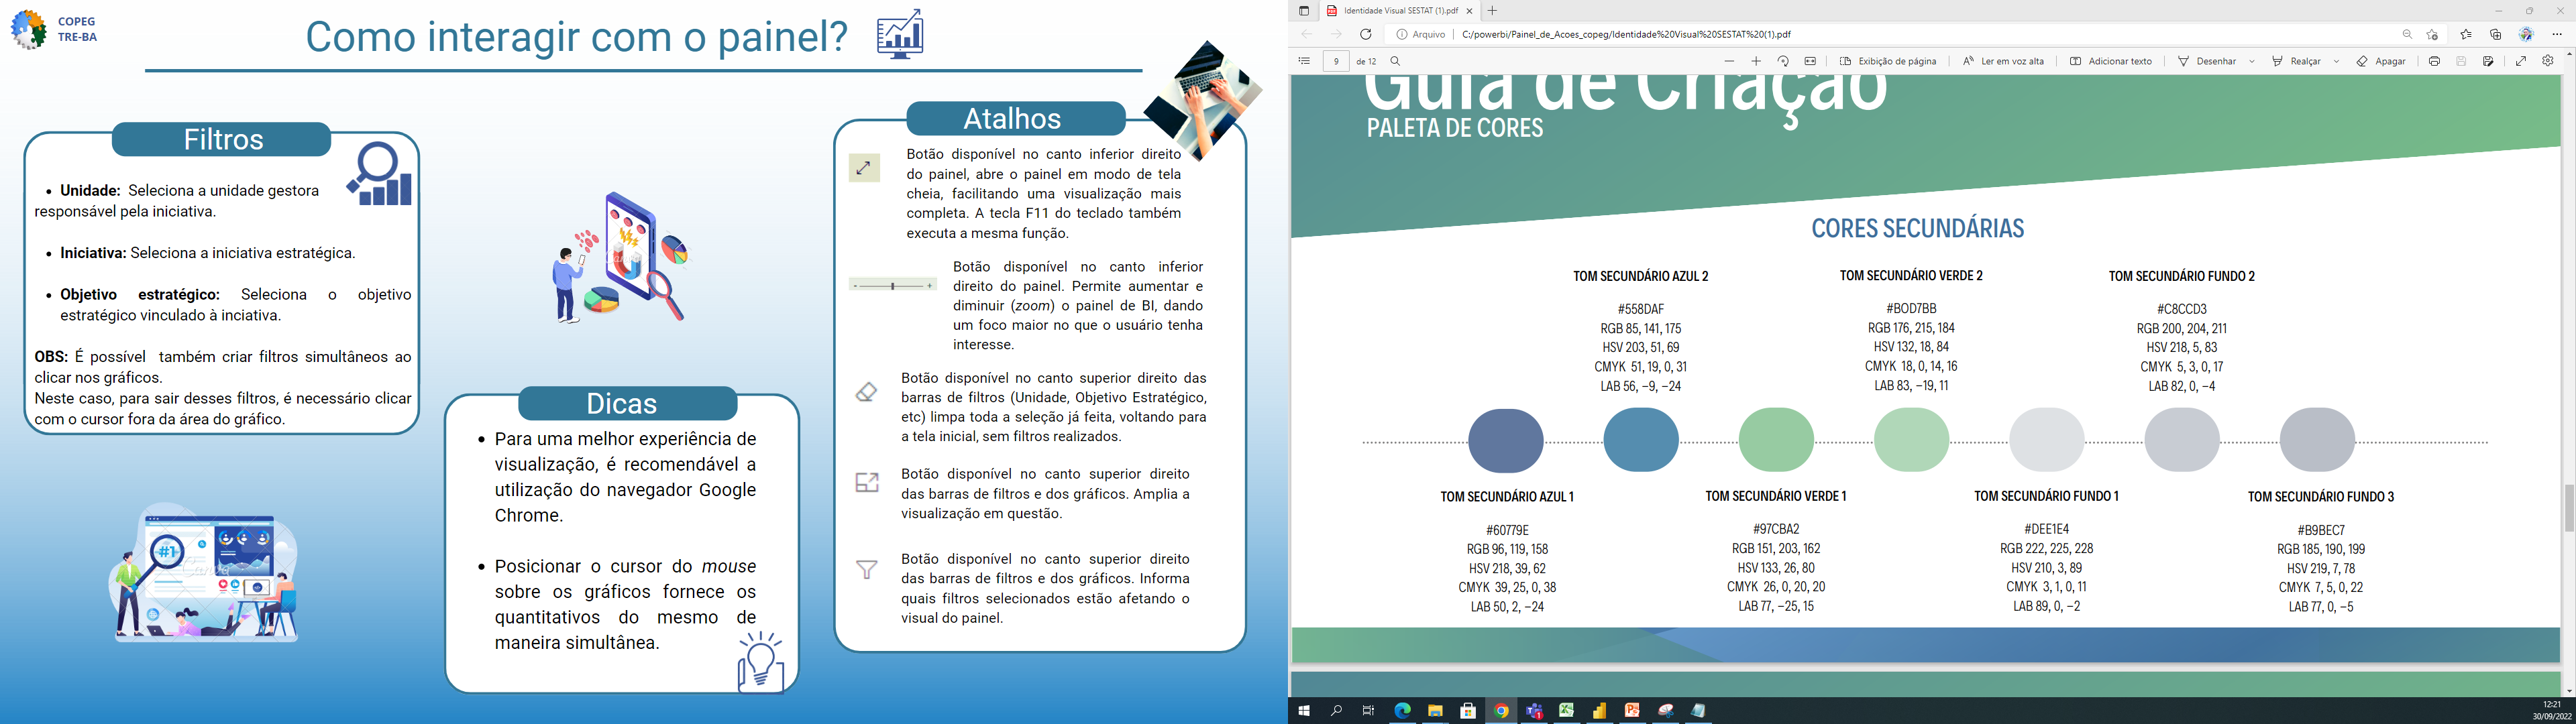 COPEG
TRE-BA
Como interagir com o painel?
Filtros
• Unidade: Seleciona a unidade gestora
responsável pela iniciativa.
• Iniciativa: Seleciona a iniciativa estratégica.
• Objetivo estratégico: Seleciona o objetivo
estratégico vinculado à inciativa.
OBS: É possível também criar filtros simultâneos ao
clicar nos gráficos.
Neste caso, para sair desses filtros, é necessário clicar
com o cursor fora da área do gráfico.
#1
Dicas
• Para uma melhor experiência de
visualização, é recomendável a
utilização do navegador Google
Chrome.
• Posicionar o cursor do mouse
sobre os gráficos fornece os
quantitativos do mesmo de
maneira simultânea.
Atalhos
Botão disponível no canto inferior direito
do painel, abre o painel em modo de tela
cheia, facilitando uma visualização mais
completa. A tecla F11 do teclado também
executa a mesma função.
- +
Botão disponível no canto inferior
direito do painel. Permite aumentar e
diminuir (zoom) o painel de BI, dando
um foco maior no que o usuário tenha
interesse.
Botão disponível no canto superior direito das
barras de filtros (Unidade, Objetivo Estratégico,
etc) limpa toda a seleção já feita, voltando para
a tela inicial, sem filtros realizados.
Botão disponível no canto superior direito
das barras de filtros e dos gráficos. Amplia a
visualização em questão.
Botão disponível no canto superior direito
das barras de filtros e dos gráficos. Informa
quais filtros selecionados estão afetando o
visual do painel.
Identidade Visual SESTAT (1).pdf
Arquivo | C:/powerbi/Painel_de_Acoes_copeg/Identidade%20Visual%20SESTAT%20(1).pdf
9 de 12
Exibição de página
Ler em voz alta
Adicionar texto
Desenhar
Realçar
Apagar
Guia de Criação
PALETA DE CORES
CORES SECUNDÁRIAS
TOM SECUNDÁRIO AZUL 2
#558DAF
RGB 85, 141, 175
HSV 203, 51, 69
CMYK 51, 19, 0, 31
LAB 56, −9, −24
TOM SECUNDÁRIO VERDE 2
#BOD7BB
RGB 176, 215, 184
HSV 132, 18, 84
CMYK 18, 0, 14, 16
LAB 83, −19, 11
TOM SECUNDÁRIO FUNDO 2
#C8CCD3
RGB 200, 204, 211
HSV 218, 5, 83
CMYK 5, 3, 0, 17
LAB 82, 0, −4
TOM SECUNDÁRIO AZUL 1
#60779E
RGB 96, 119, 158
HSV 218, 39, 62
CMYK 39, 25, 0, 38
LAB 50, 2, −24
TOM SECUNDÁRIO VERDE 1
#97CBA2
RGB 151, 203, 162
HSV 133, 26, 80
CMYK 26, 0, 20, 20
LAB 77, −25, 15
TOM SECUNDÁRIO FUNDO 1
#DEE1E4
RGB 222, 225, 228
HSV 210, 3, 89
CMYK 3, 1, 0, 11
LAB 89, 0, −2
TOM SECUNDÁRIO FUNDO 3
#B9BEC7
RGB 185, 190, 199
HSV 219, 7, 78
CMYK 7, 5, 0, 22
LAB 77, 0, −5
12:21
30/09/2022